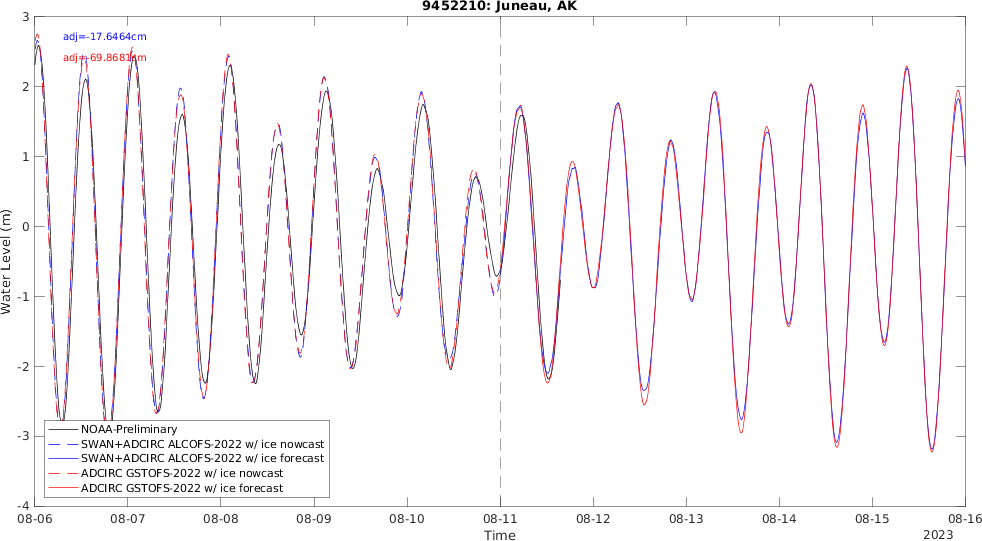 9452210: Juneau, AK
adj=-17.6464cm
adj=-69.8681cm
3
2
1
0
-1
-2
-3
-4
Water Level (m)
NOAA-Preliminary
SWAN+ADCIRC ALCOFS-2022 w/ ice nowcast
SWAN+ADCIRC ALCOFS-2022 w/ ice forecast
ADCIRC GSTOFS-2022 w/ ice nowcast
ADCIRC GSTOFS-2022 w/ ice forecast
08-06 08-07 08-08 08-09 08-10 08-11 08-12 08-13 08-14 08-15 08-16
Time
2023